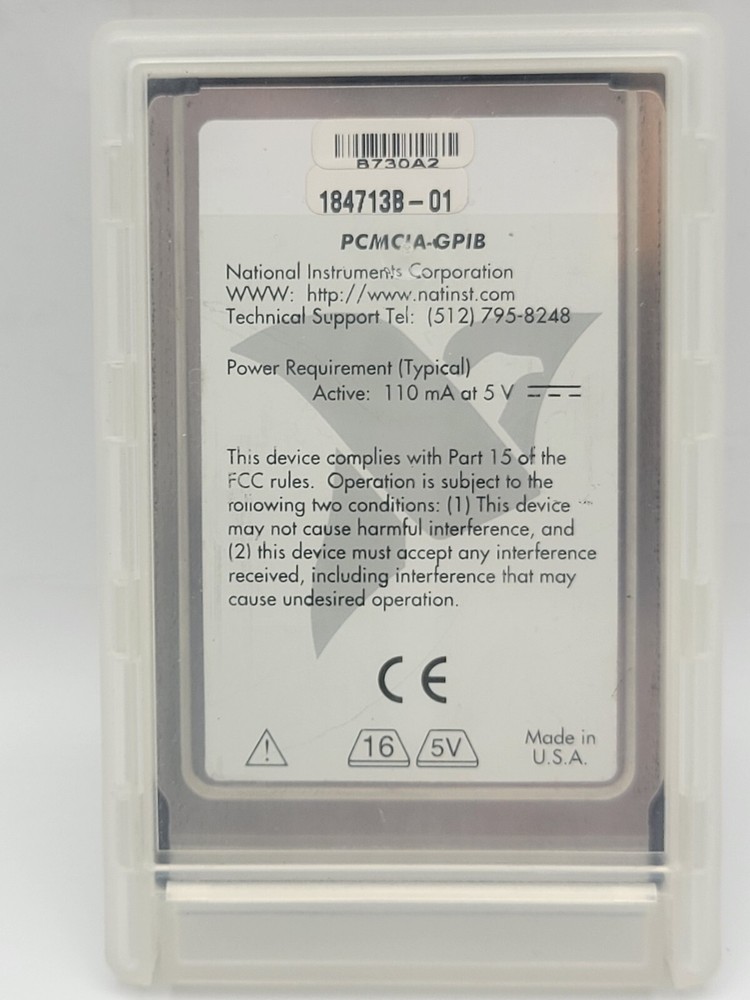 B730A2
184713B-01
PCMCIA-GPIB
National Instruments Corporation
WWW: http://www.natinst.com
Technical Support Tel: (512) 795-8248
Power Requirement (Typical)
Active: 110 mA at 5 V
This device complies with Part 15 of the
FCC rules. Operation is subject to the
following two conditions: (1) This device
may not cause harmful interference, and
(2) this device must accept any interference
received, including interference that may
cause undesired operation.
CE
16 5V Made in
U.S.A.